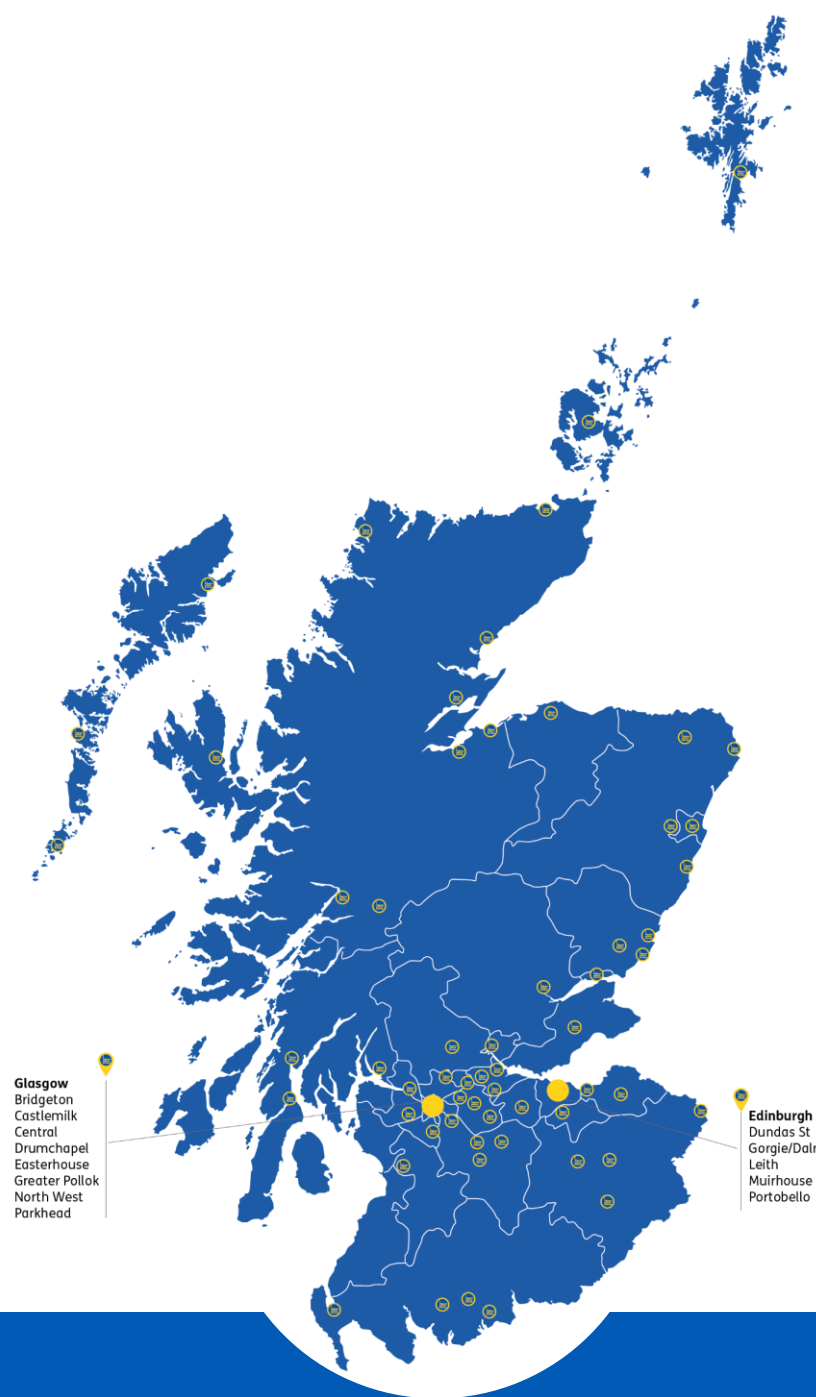 Glasgow
Bridgeton
Castlemilk
Central
Drumchapel
Easterhouse
Greater Pollok
North West
Parkhead
Edinburgh
Dundas St
Leith
Muirhouse
Portobello